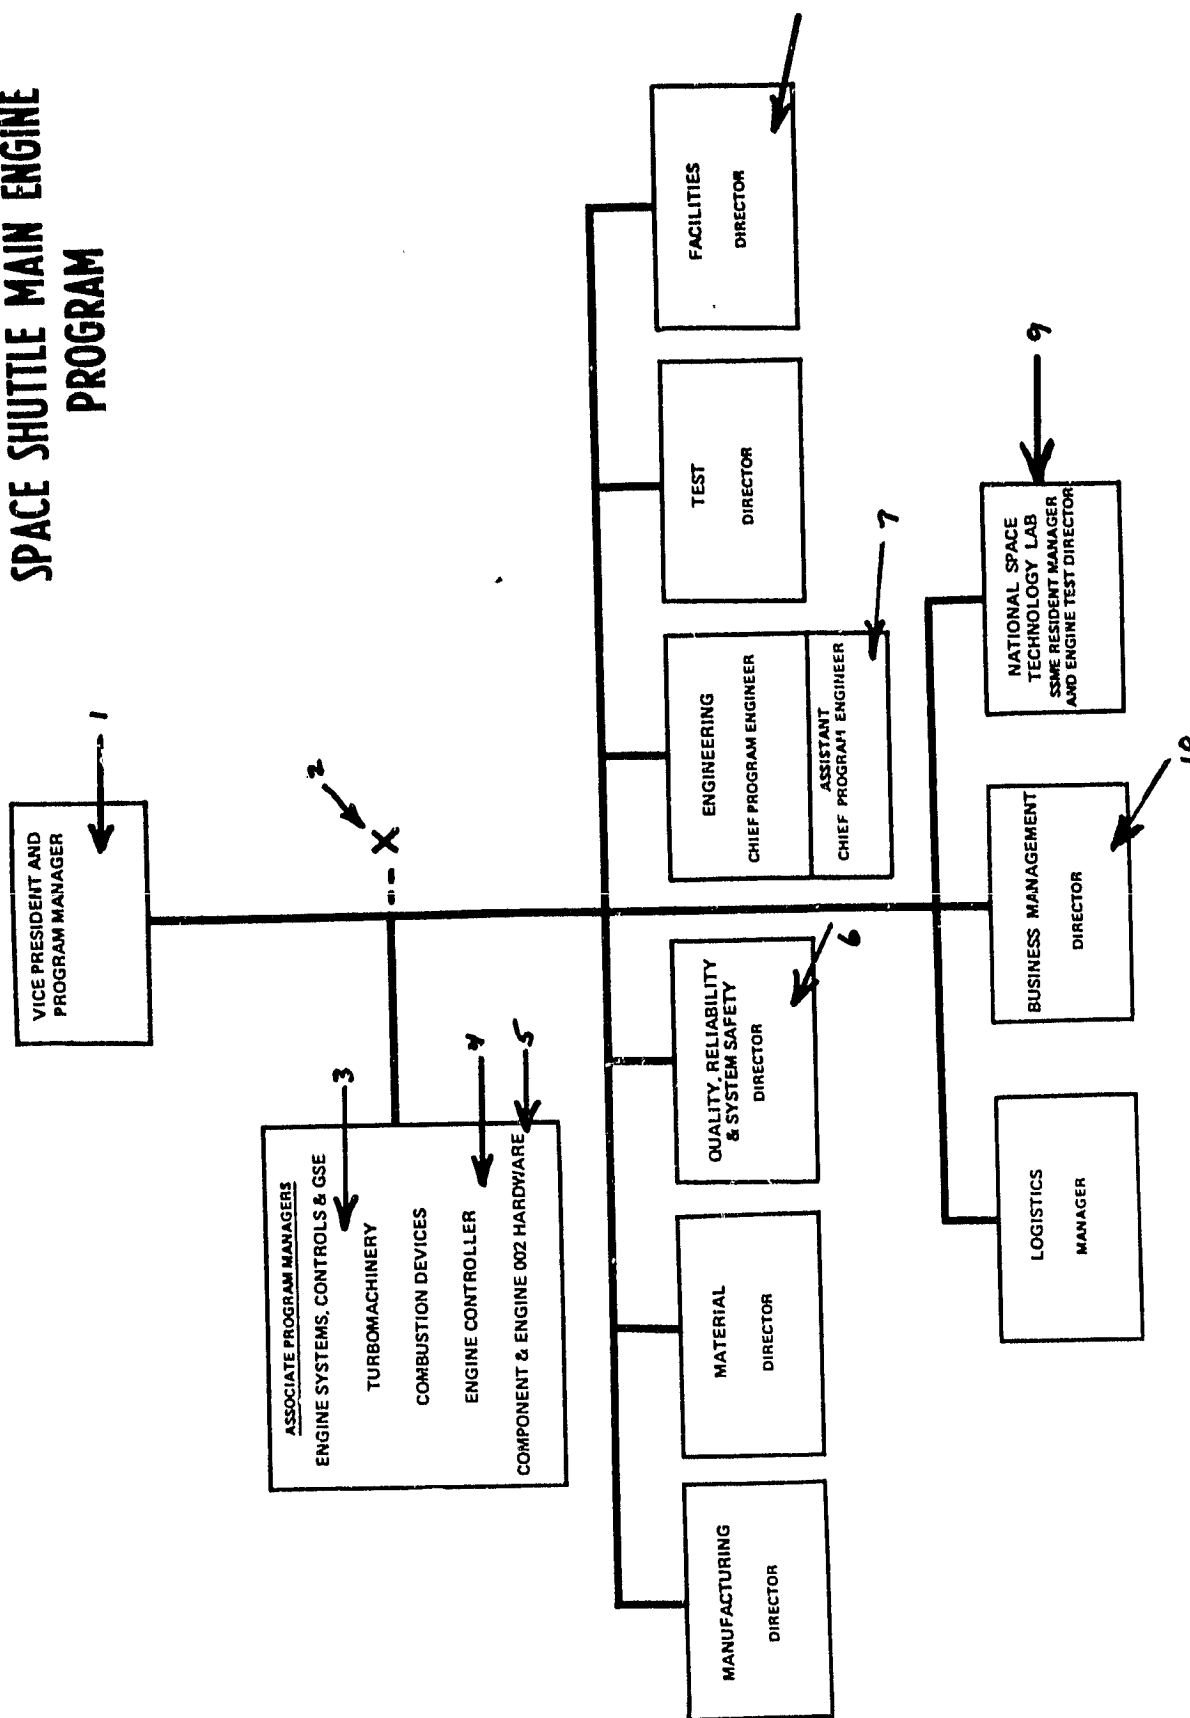 SPACE SHUTTLE MAIN ENGINE
PROGRAM
VICE PRESIDENT AND
PROGRAM MANAGER
1
2
ASSOCIATE PROGRAM MANAGERS
ENGINE SYSTEMS, CONTROLS & GSE
3
TURBOMACHINERY
COMBUSTION DEVICES
ENGINE CONTROLLER
4
COMPONENT & ENGINE 002 HARDWARE
5
X
MANUFACTURING
DIRECTOR
MATERIAL
DIRECTOR
QUALITY, RELIABILITY
& SYSTEM SAFETY
DIRECTOR
6
ENGINEERING
CHIEF PROGRAM ENGINEER
ASSISTANT
CHIEF PROGRAM ENGINEER
7
TEST
DIRECTOR
FACILITIES
DIRECTOR
LOGISTICS
MANAGER
BUSINESS MANAGEMENT
DIRECTOR
10
NATIONAL SPACE
TECHNOLOGY LAB
SSME RESIDENT MANAGER
AND ENGINE TEST DIRECTOR
9